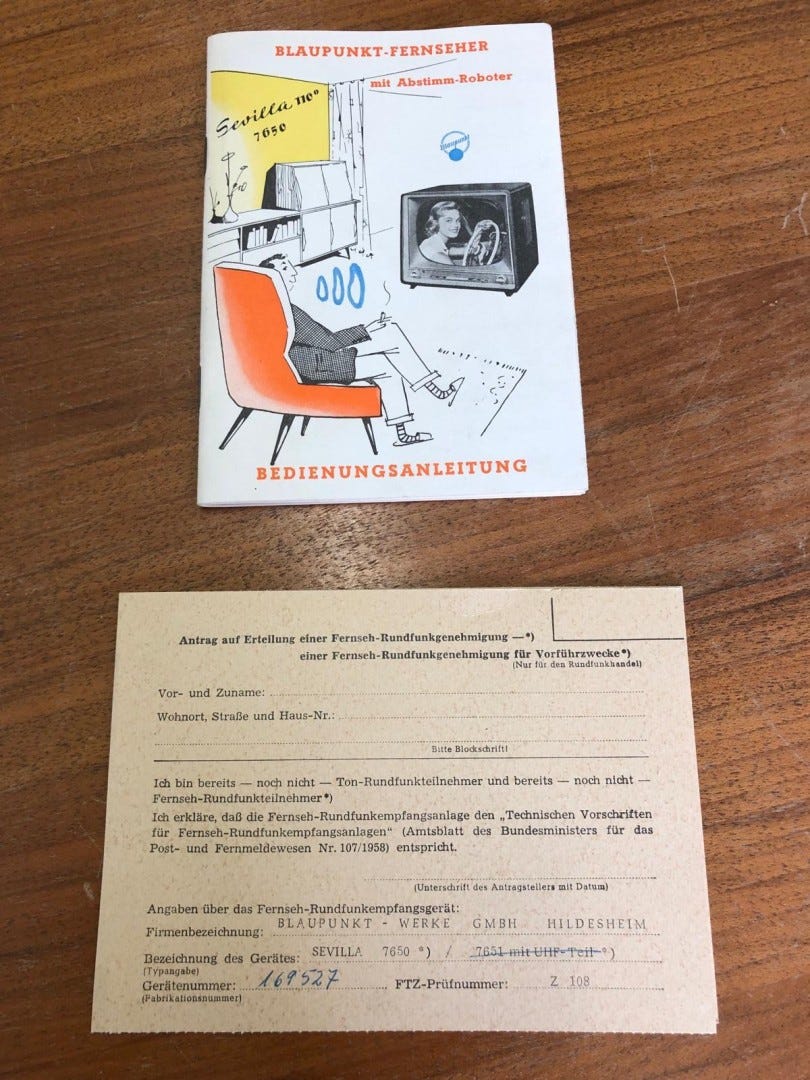 BLAUPUNKT-FERNSEHER
mit Abstimm-Roboter
Sevilla 110°
7650
Blaupunkt
BEDIENUNGSANLEITUNG
Antrag auf Erteilung einer Fernseh-Rundfunkgenehmigung —*)
einer Fernseh-Rundfunkgenehmigung für Vorführzwecke*)
(Nur für den Rundfunkhandel)
Vor- und Zuname:
Wohnort, Straße und Haus-Nr.:
Bitte Blockschrift!
Ich bin bereits — noch nicht — Ton-Rundfunkteilnehmer und bereits — noch nicht —
Fernseh-Rundfunkteilnehmer*)
Ich erkläre, daß die Fernseh-Rundfunkempfangsanlage den „Technischen Vorschriften
für Fernseh-Rundfunkempfangsanlagen“ (Amtsblatt des Bundesministers für das
Post- und Fernmeldewesen Nr. 107/1958) entspricht.
(Unterschrift des Antragstellers mit Datum)
Angaben über das Fernseh-Rundfunkempfangsgerät:
Firmenbezeichnung: BLAUPUNKT - WERKE GMBH HILDESHEIM
Bezeichnung des Gerätes: SEVILLA 7650 *) / 7651 mit UHF-Teil *)
(Typangabe)
Gerätenummer: 169527 FTZ-Prüfnummer: Z 108
(Fabrikationsnummer)